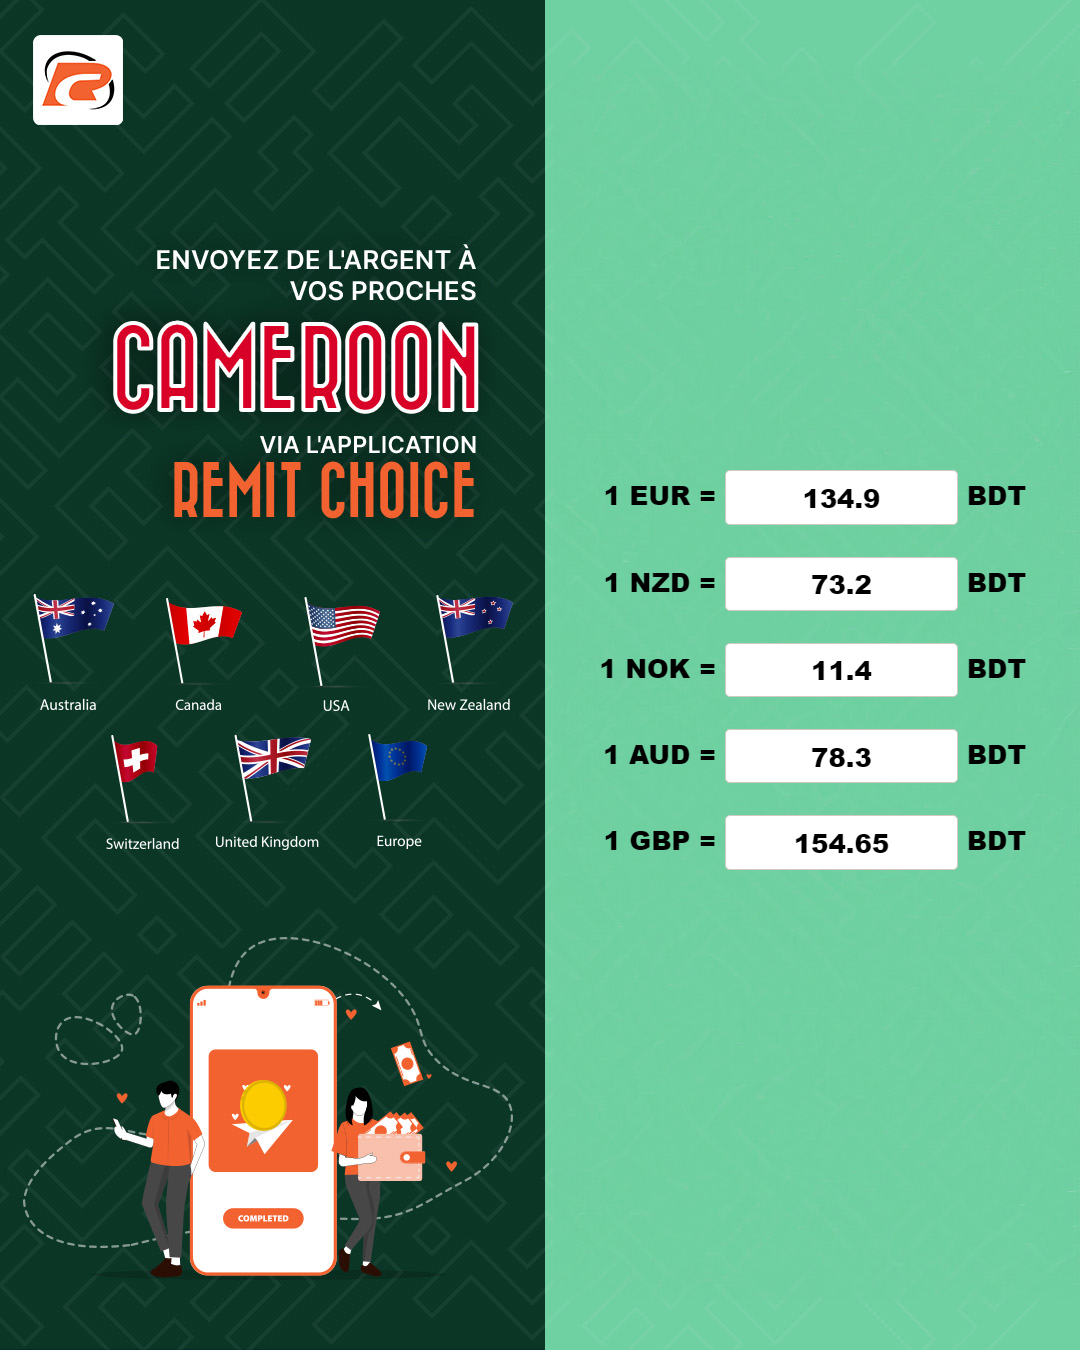 ENVOYEZ DE L'ARGENT À
VOS PROCHES
CAMEROON
VIA L'APPLICATION
REMIT CHOICE
Australia
Canada
USA
New Zealand
Switzerland
United Kingdom
Europe
COMPLETED
1 EUR = 134.9 BDT
1 NZD = 73.2 BDT
1 NOK = 11.4 BDT
1 AUD = 78.3 BDT
1 GBP = 154.65 BDT